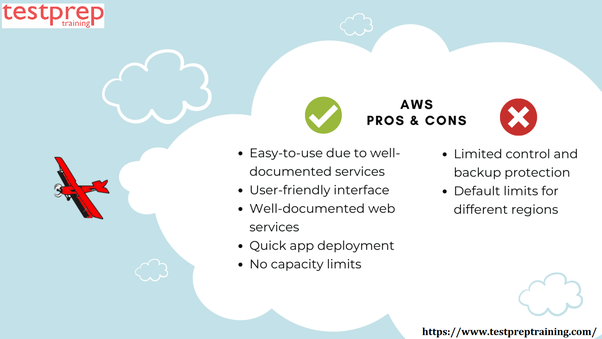 testprep
training
AWS
PROS & CONS
• Easy-to-use due to well-
documented services
• User-friendly interface
• Well-documented web
services
• Quick app deployment
• No capacity limits
• Limited control and
backup protection
• Default limits for
different regions
https://www.testpreptraining.com/